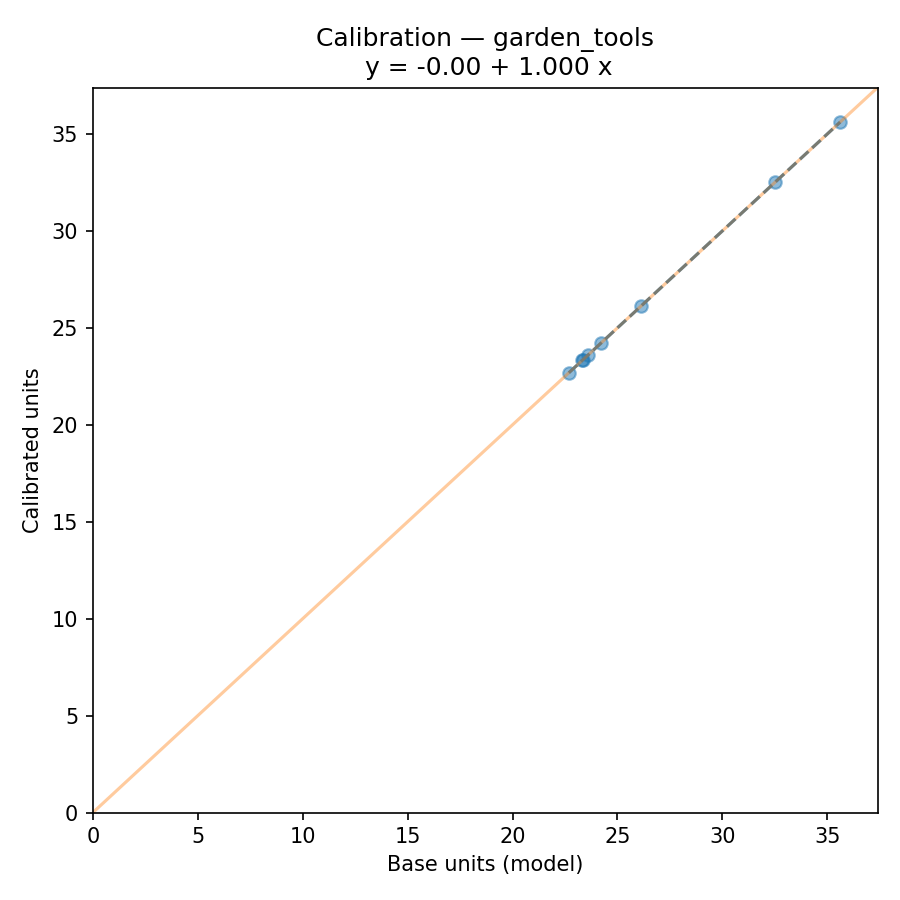 Calibration — garden_tools
y = -0.00 + 1.000 x
35
30
25
20
15
10
5
0
Calibrated units
0 5 10 15 20 25 30 35
Base units (model)